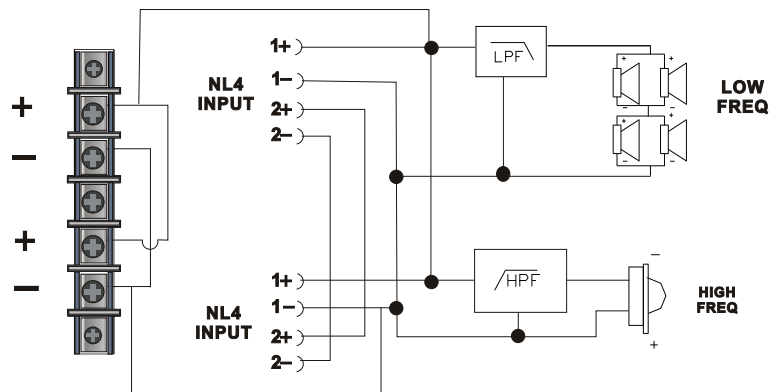 1+
1−
2+
2−
NL4
INPUT
LPF
+
+
−
−
+
+
−
−
LOW
FREQ
+
−
+
−
1+
1−
2+
2−
NL4
INPUT
HPF
−
+
HIGH
FREQ